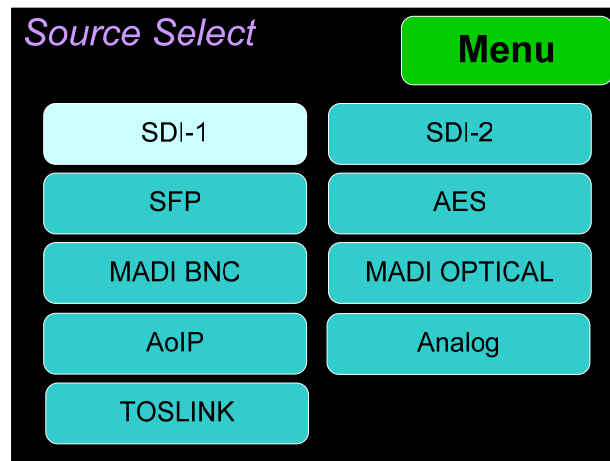 Source Select
Menu
SDI-1
SDI-2
SFP
AES
MADI BNC
MADI OPTICAL
AoIP
Analog
TOSLINK